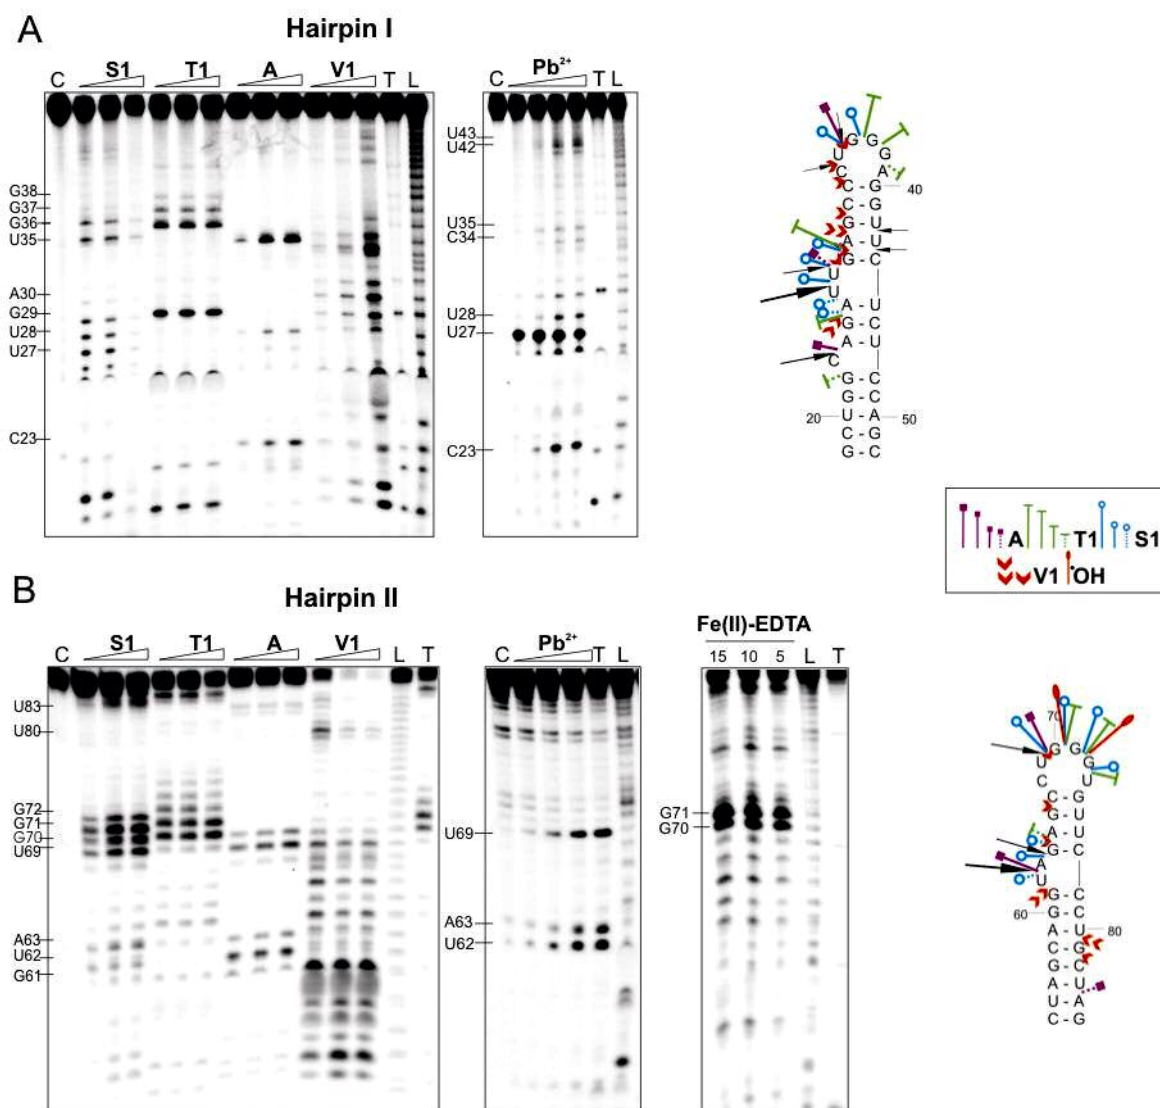 A
Hairpin I
C S1 T1 A V1 T L
C Pb²⁺ T L
G38
G37
G36
U35
A30
G29
U28
U27
C23
U43
U42
U35
C34
U28
U27
C23
G G
U G
C A
C G 40
C - G
G - U
A - U
G - C
U
U
A - U
G - C
A - U
C
G - C
G - C
U - A
20 C - G 50
G - C
A T1 S1
V1 •OH
B
Hairpin II
C S1 T1 A V1 L T
C Pb²⁺ T L
Fe(II)-EDTA
15 10 5 L T
U83
U80
G72
G71
G70
U69
A63
U62
G61
U69
A63
U62
G71
G70
70
G G
U G
C U
C - G
G - U
A - U
G - C
A
U
G - C
60 G - C
A - U 80
C - G
G - C
A - U
U - A
C - G